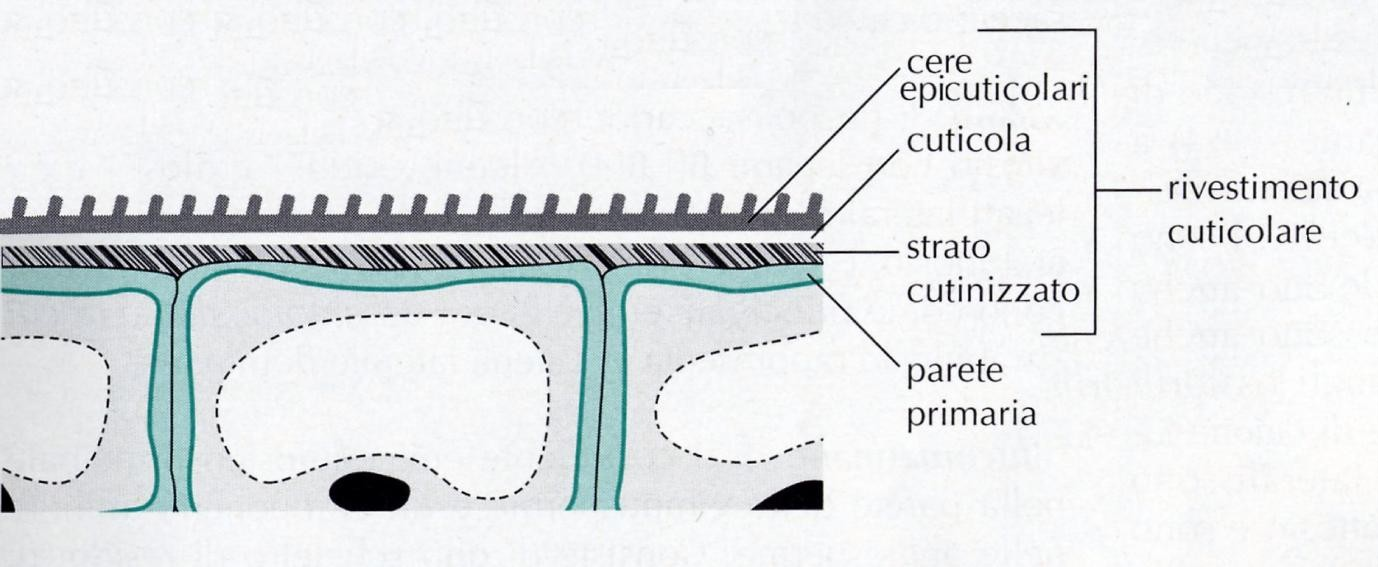 cere
epicuticolari
cuticola
strato
cutinizzato
parete
primaria
rivestimento
cuticolare